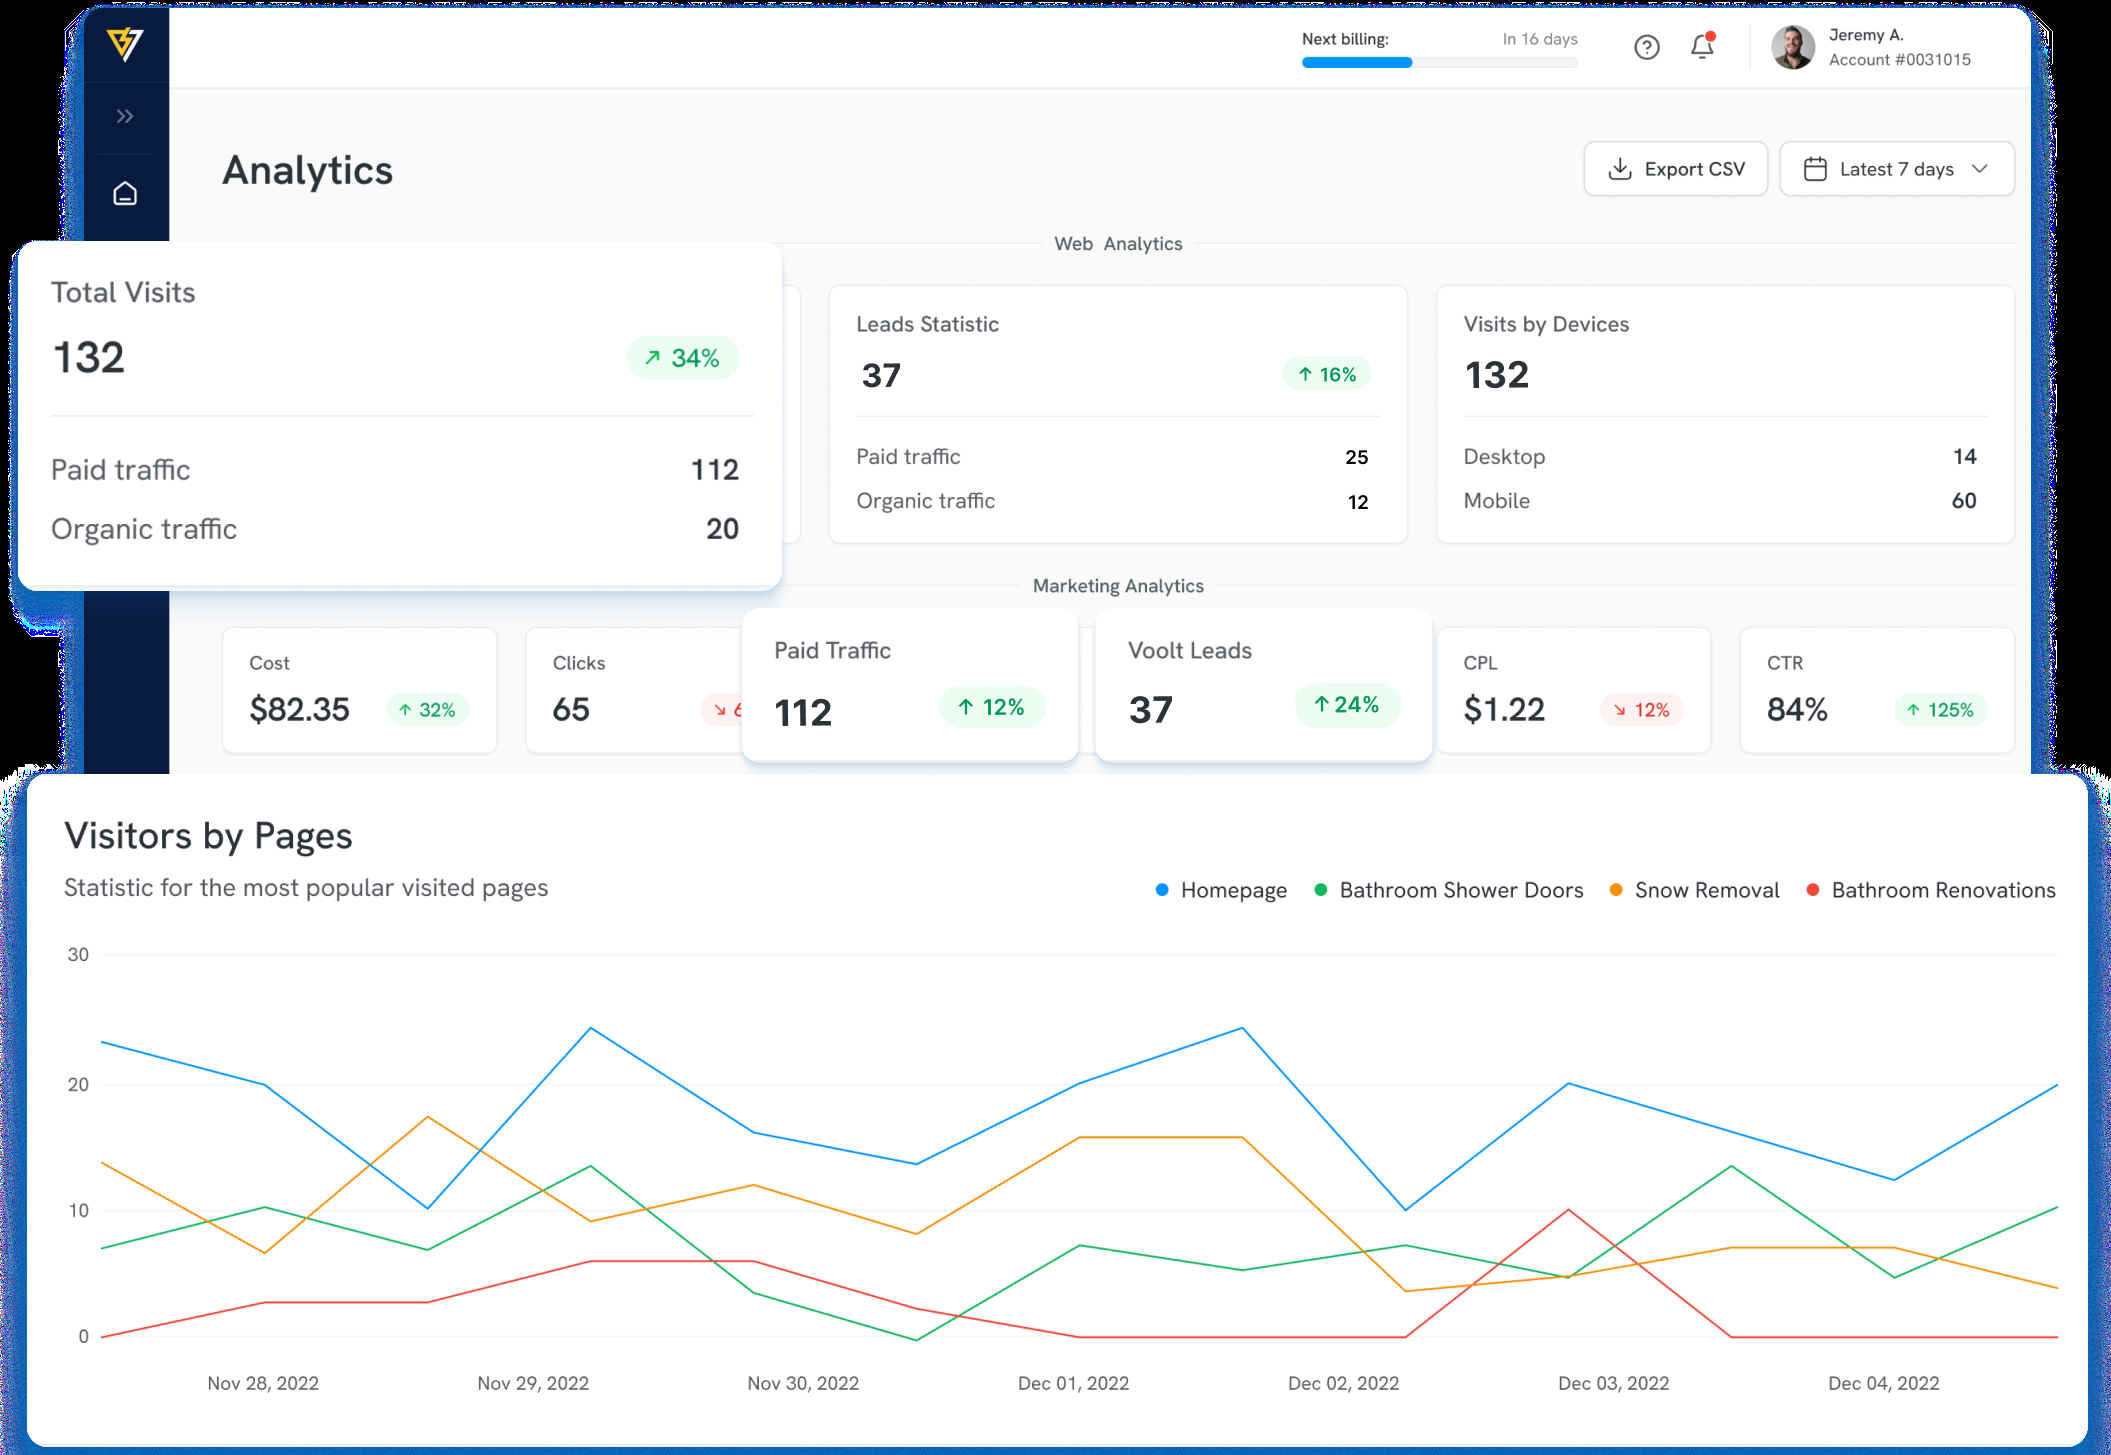 Next billing: In 16 days
Jeremy A.
Account #0031015
Analytics
Export CSV
Latest 7 days
Web Analytics
Total Visits
132
34%
Paid traffic 112
Organic traffic 20
Leads Statistic
37
16%
Paid traffic 25
Organic traffic 12
Visits by Devices
132
Desktop 14
Mobile 60
Marketing Analytics
Cost
$82.35
32%
Clicks
65
Paid Traffic
112
12%
Voolt Leads
37
24%
CPL
$1.22
12%
CTR
84%
125%
Visitors by Pages
Statistic for the most popular visited pages
Homepage Bathroom Shower Doors Snow Removal Bathroom Renovations
30
20
10
0
Nov 28, 2022 Nov 29, 2022 Nov 30, 2022 Dec 01, 2022 Dec 02, 2022 Dec 03, 2022 Dec 04, 2022